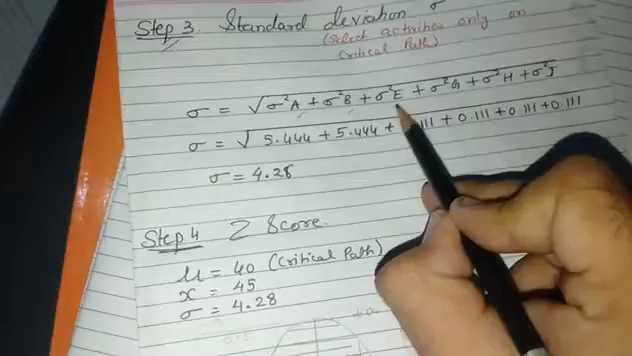 Step 3. Standard deviation σ
(Select activities only on
Critical Path)
σ = √σ²A + σ²B + σ²E + σ²G + σ²H + σ²J
σ = √5.444 + 5.444 + .111 + 0.111 + 0.111 + 0.111
σ = 4.28
Step 4 Z Score.
μ = 40 (Critical Path)
x = 45
σ = 4.28